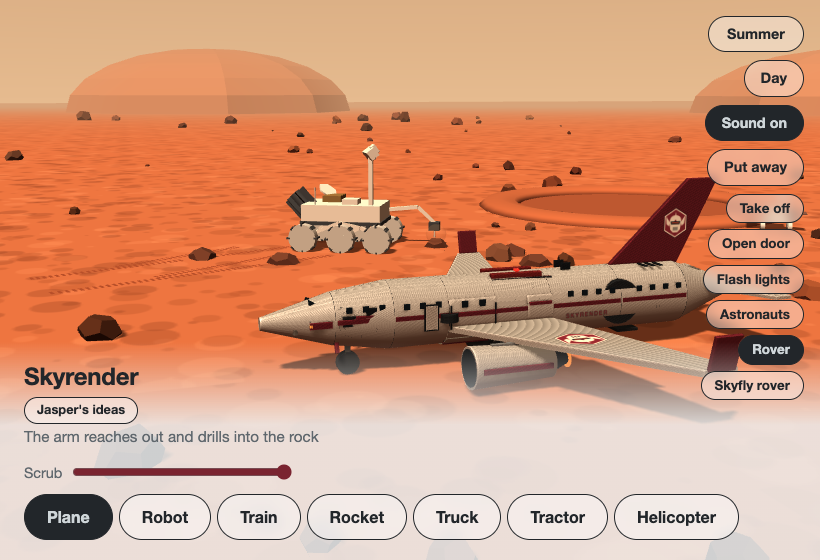 Summer
Day
Sound on
Put away
Take off
Open door
Flash lights
Astronauts
Rover
Skyfly rover
SKYRENDER
Skyrender
Jasper's ideas
The arm reaches out and drills into the rock
Scrub
Plane
Robot
Train
Rocket
Truck
Tractor
Helicopter